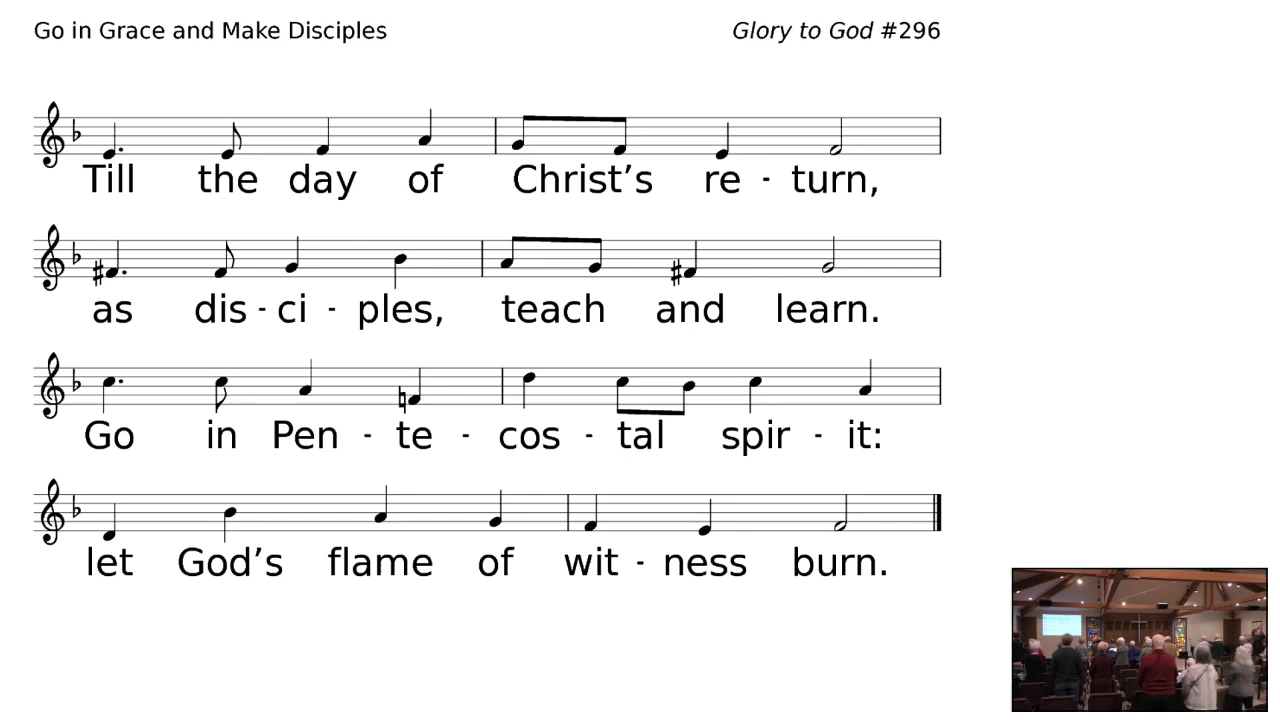 Go in Grace and Make Disciples Glory to God #296
Till the day of Christ’s re - turn,
as dis - ci - ples, teach and learn.
Go in Pen - te - cos - tal spir - it:
let God’s flame of wit - ness burn.